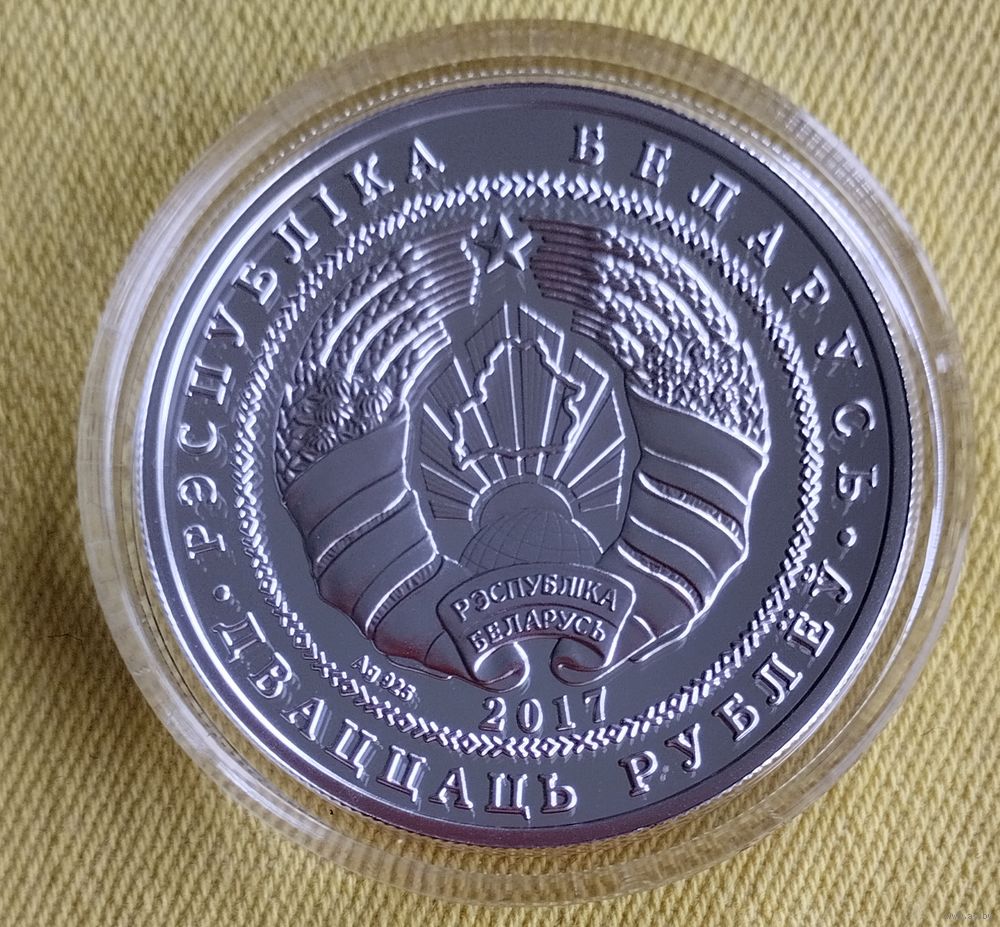 РЭСПУБЛІКА БЕЛАРУСЬ
РЭСПУБЛІКА
БЕЛАРУСЬ
Ag 925
2017
ДВАЦЦАЦЬ РУБЛЁЎ